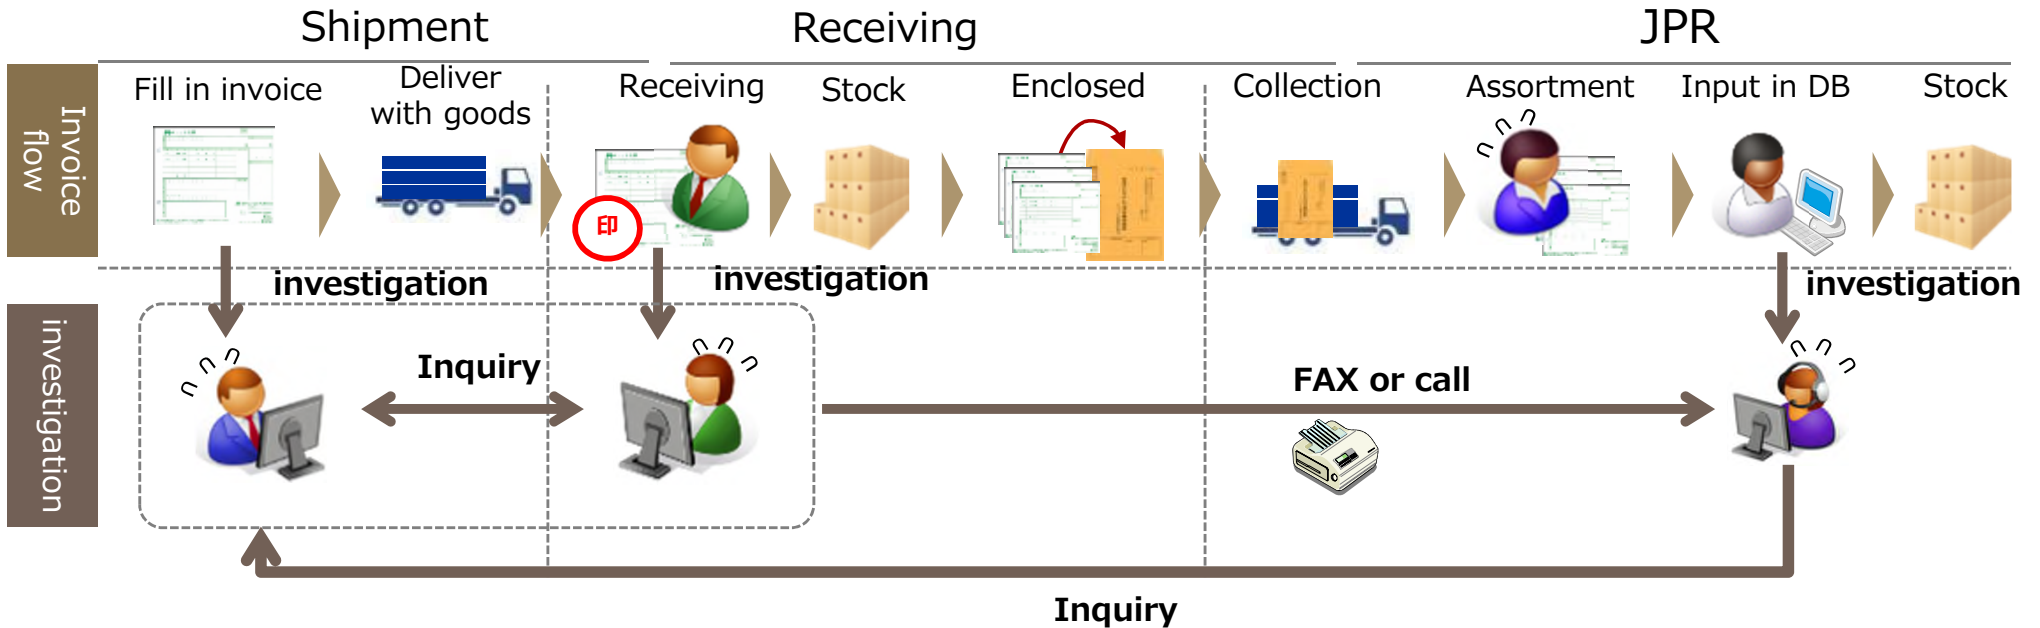 Shipment
Receiving
JPR
Invoice
flow
Fill in invoice
Deliver
with goods
Receiving
Stock
Enclosed
Collection
Assortment
Input in DB
Stock
印
investigation
investigation
investigation
investigation
Inquiry
FAX or call
Inquiry